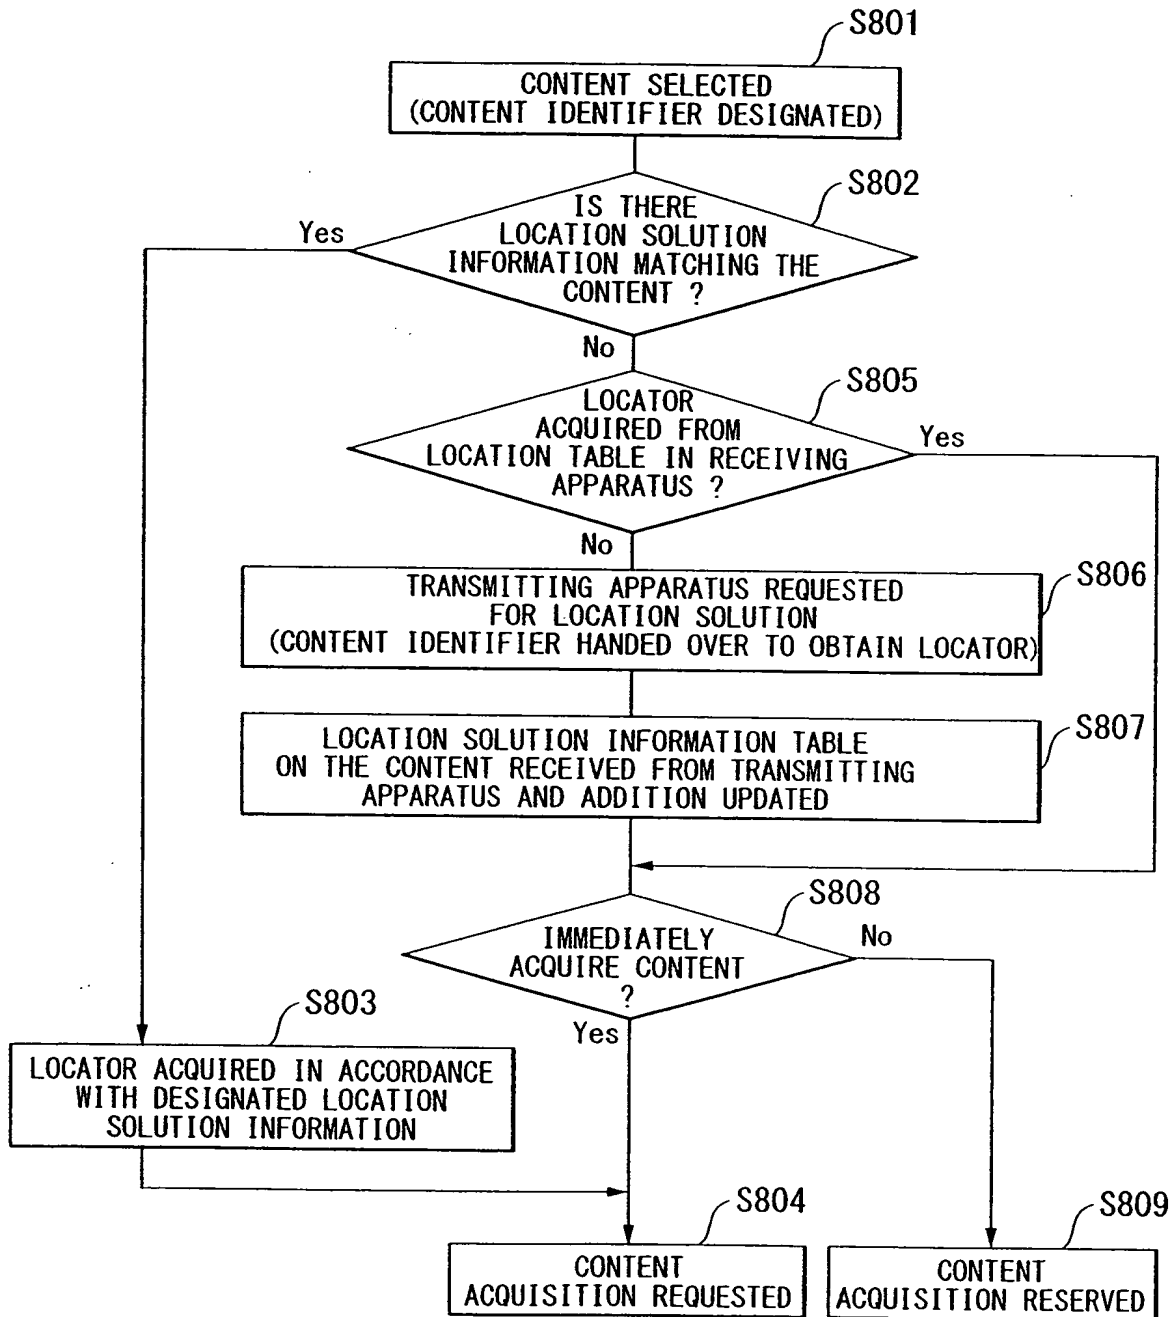 S801
CONTENT SELECTED
(CONTENT IDENTIFIER DESIGNATED)
S802
IS THERE
LOCATION SOLUTION
INFORMATION MATCHING THE
CONTENT ?
Yes
No
S805
LOCATOR
ACQUIRED FROM
LOCATION TABLE IN RECEIVING
APPARATUS ?
Yes
No
S806
TRANSMITTING APPARATUS REQUESTED
FOR LOCATION SOLUTION
(CONTENT IDENTIFIER HANDED OVER TO OBTAIN LOCATOR)
S807
LOCATION SOLUTION INFORMATION TABLE
ON THE CONTENT RECEIVED FROM TRANSMITTING
APPARATUS AND ADDITION UPDATED
S808
IMMEDIATELY
ACQUIRE CONTENT
?
No
Yes
S803
LOCATOR ACQUIRED IN ACCORDANCE
WITH DESIGNATED LOCATION
SOLUTION INFORMATION
S804
CONTENT
ACQUISITION REQUESTED
S809
CONTENT
ACQUISITION RESERVED